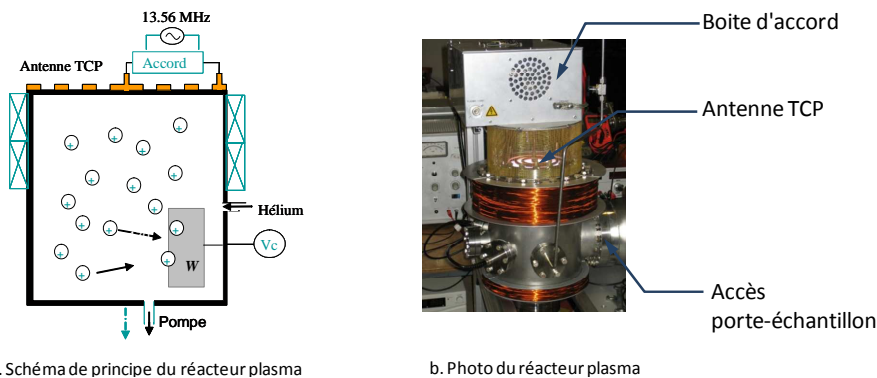 13.56 MHz
Antenne TCP
Accord
Hélium
Vc
W
Pompe
. Schéma de principe du réacteur plasma
Boite d'accord
Antenne TCP
Accès
porte-échantillon
b. Photo du réacteur plasma